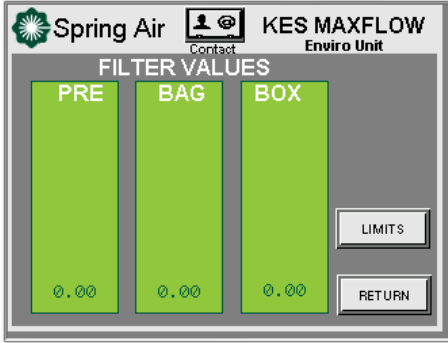 Spring Air
Contact
KES MAXFLOW
Enviro Unit
FILTER VALUES
PRE BAG BOX
0.00 0.00 0.00
LIMITS
RETURN